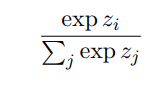 exp z_i
∑_j exp z_j